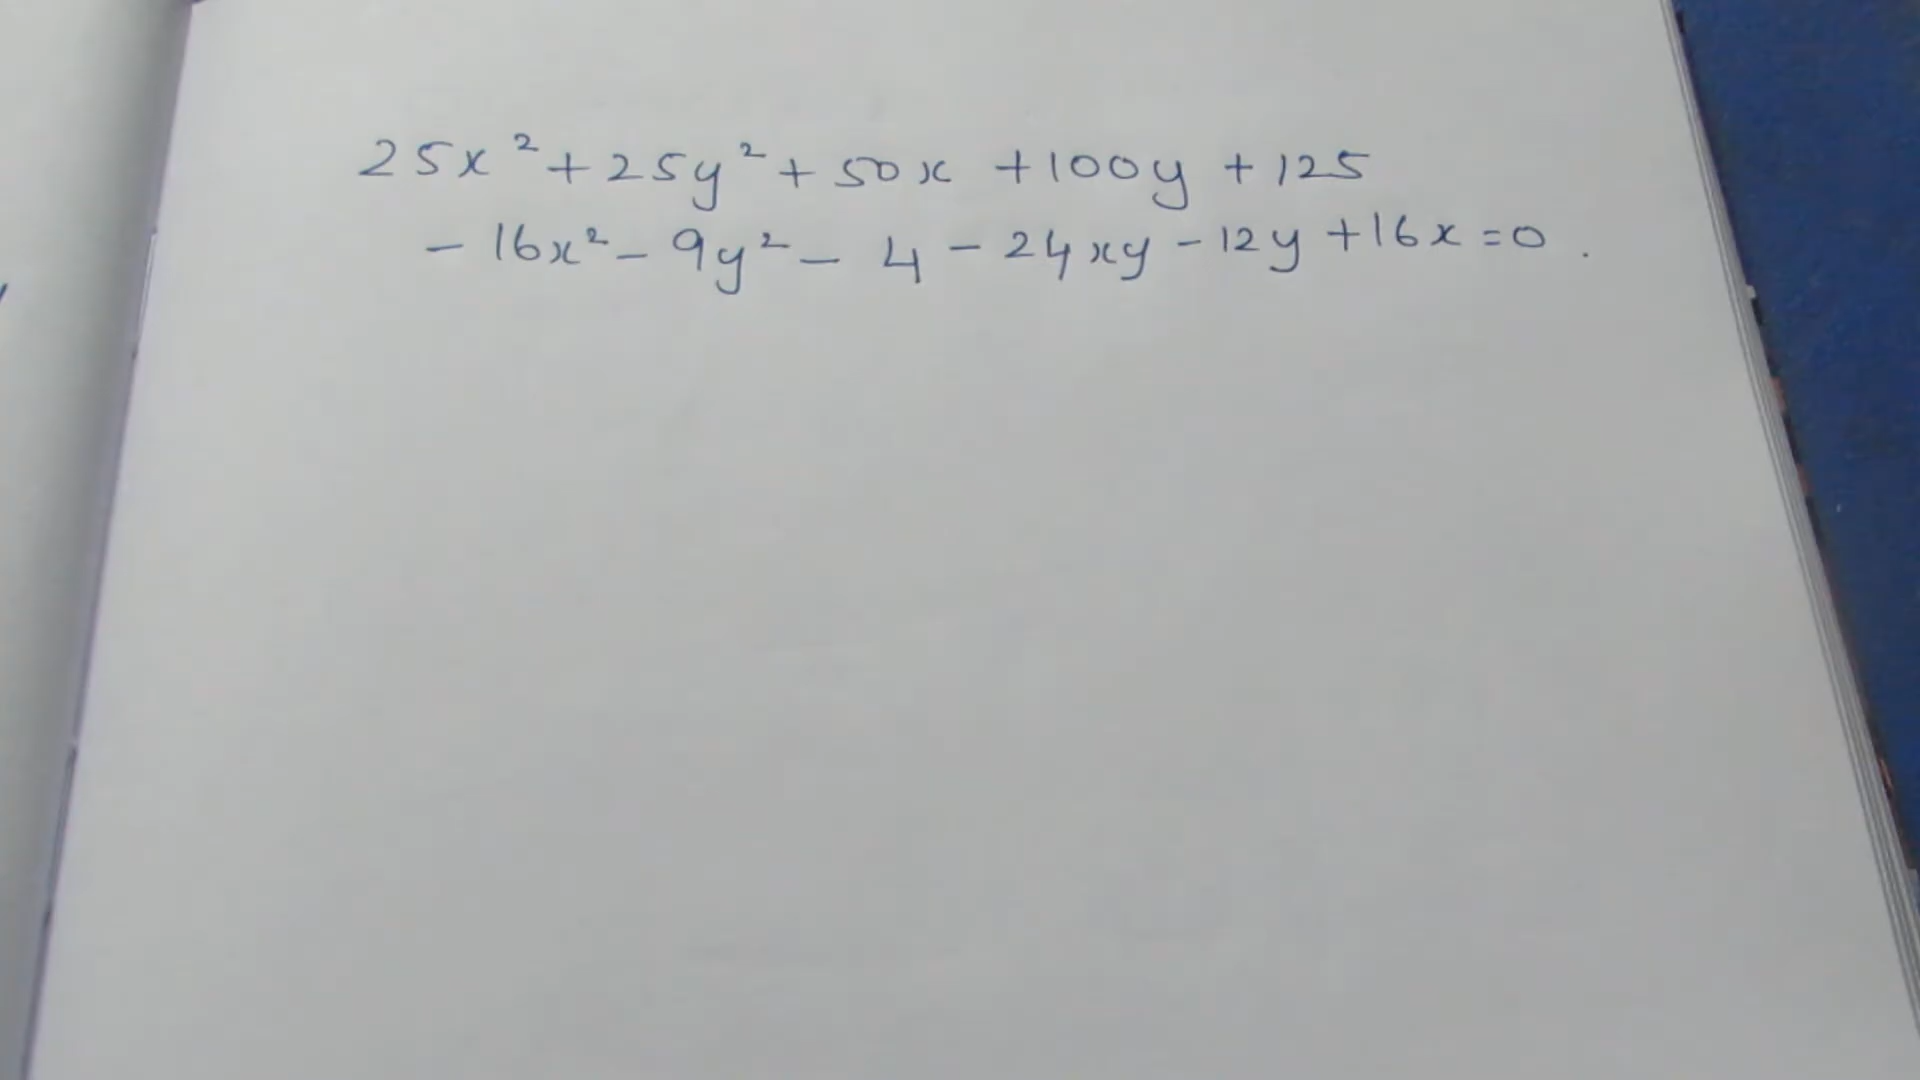 25x² + 25y² + 50x + 100y + 125
- 16x² - 9y² - 4 - 24xy - 12y + 16x = 0 .